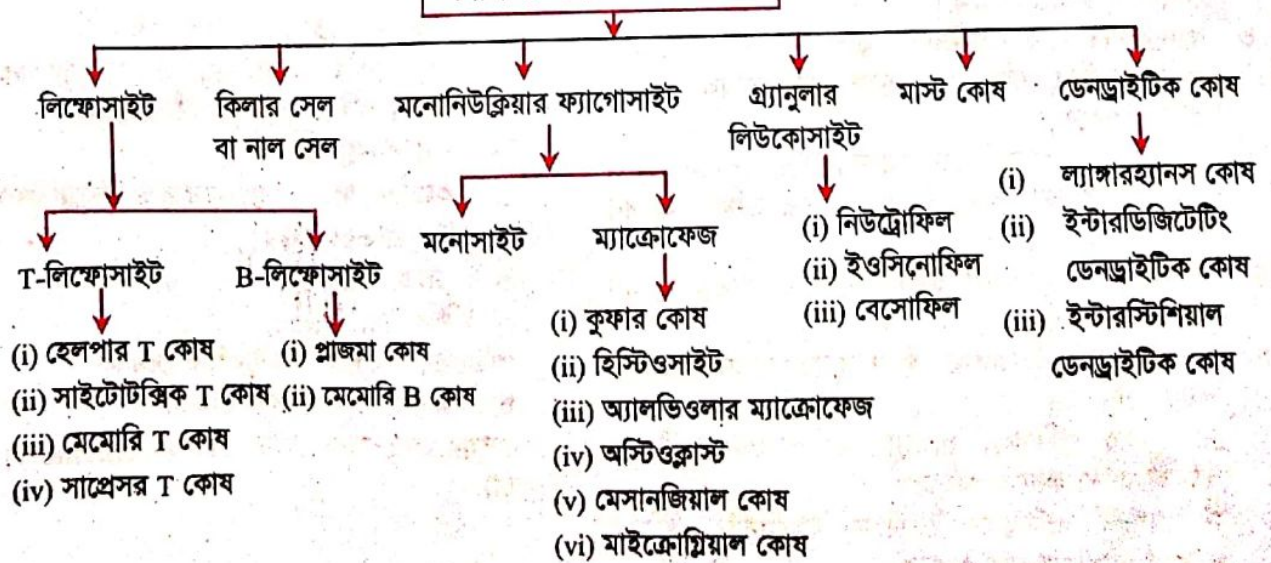 লিম্ফোসাইট
কিলার সেল
বা নাল সেল
মনোনিউক্লিয়ার ফ্যাগোসাইট
গ্র্যানুলার
লিউকোসাইট
মাস্ট কোষ
ডেনড্রাইটিক কোষ
T-লিম্ফোসাইট
B-লিম্ফোসাইট
(i) হেলপার T কোষ
(ii) সাইটোটক্সিক T কোষ
(iii) মেমোরি T কোষ
(iv) সাপ্রেসর T কোষ
(i) প্লাজমা কোষ
(ii) মেমোরি B কোষ
মনোসাইট
ম্যাক্রোফেজ
(i) কুফার কোষ
(ii) হিস্টিওসাইট
(iii) অ্যালভিওলার ম্যাক্রোফেজ
(iv) অস্টিওক্লাস্ট
(v) মেসানজিয়াল কোষ
(vi) মাইক্রোগ্লিয়াল কোষ
(i) নিউট্রোফিল
(ii) ইওসিনোফিল
(iii) বেসোফিল
(i) ল্যাঙ্গারহ্যানস কোষ
(ii) ইন্টারডিজিটেটিং
ডেনড্রাইটিক কোষ
(iii) ইন্টারস্টিশিয়াল
ডেনড্রাইটিক কোষ